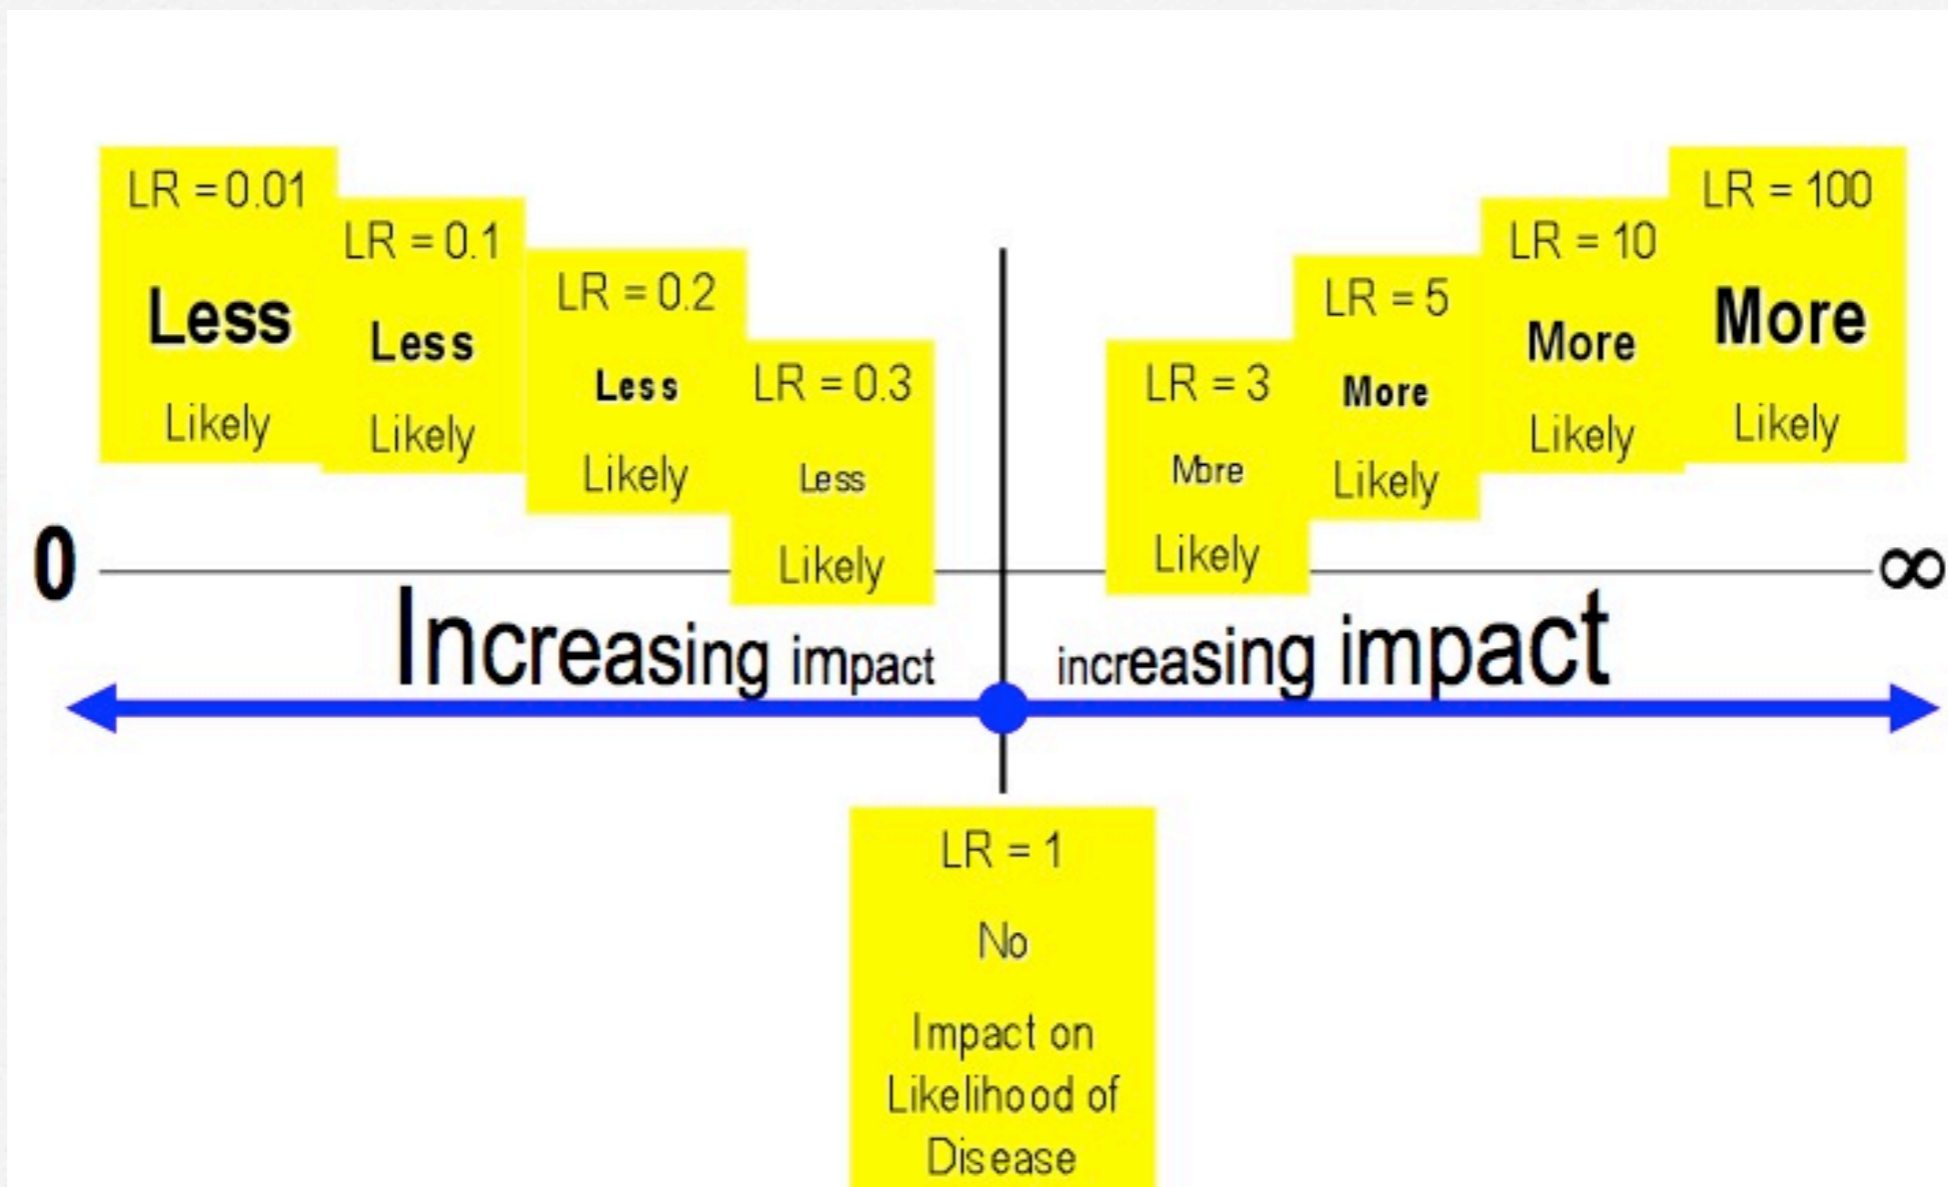 LR = 0.01
Less
Likely
LR = 0.1
Less
Likely
LR = 0.2
Less
Likely
LR = 0.3
Less
Likely
LR = 3
More
Likely
LR = 5
More
Likely
LR = 10
More
Likely
LR = 100
More
Likely
0
∞
Increasing impact
increasing impact
LR = 1
No
Impact on
Likelihood of
Disease